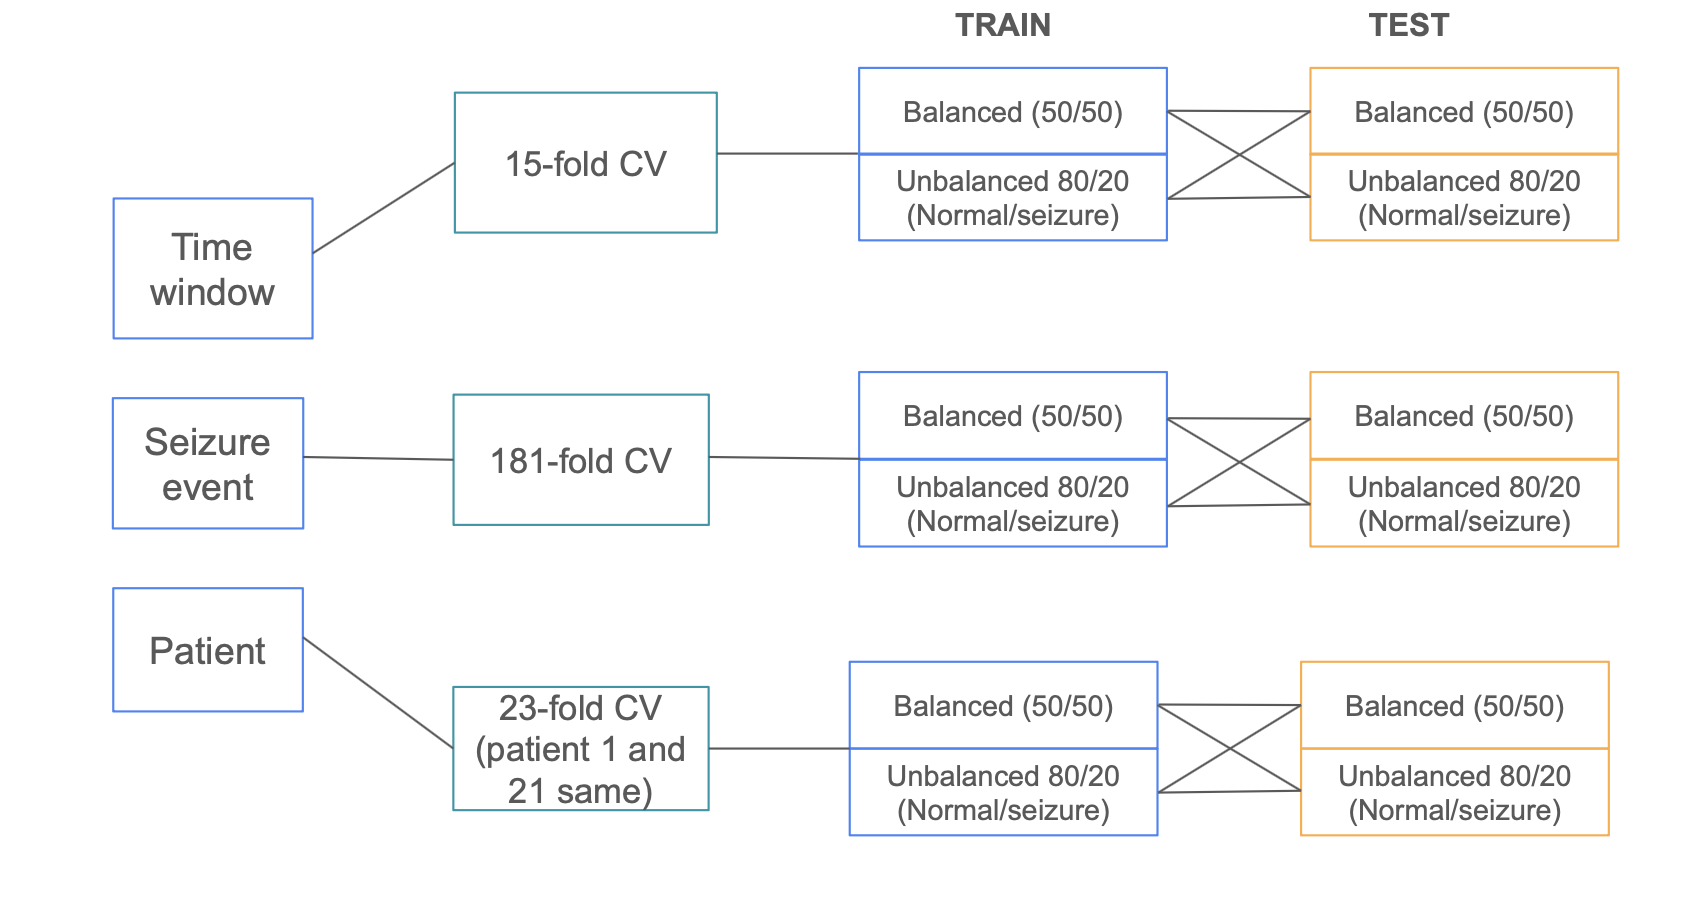 TRAIN
TEST
Time
window
15-fold CV
Balanced (50/50)
Unbalanced 80/20
(Normal/seizure)
Balanced (50/50)
Unbalanced 80/20
(Normal/seizure)
Seizure
event
181-fold CV
Balanced (50/50)
Unbalanced 80/20
(Normal/seizure)
Balanced (50/50)
Unbalanced 80/20
(Normal/seizure)
Patient
23-fold CV
(patient 1 and
21 same)
Balanced (50/50)
Unbalanced 80/20
(Normal/seizure)
Balanced (50/50)
Unbalanced 80/20
(Normal/seizure)